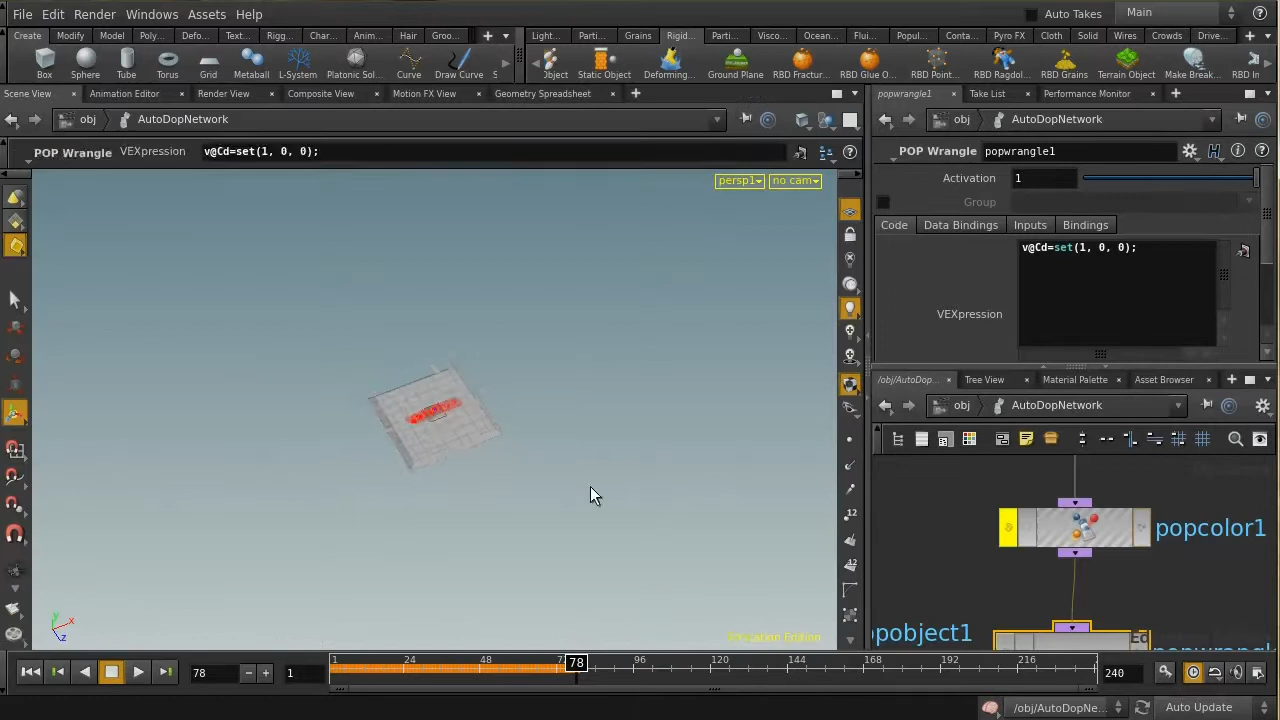 File Edit Render Windows Assets Help Auto Takes Main
Create Modify Model Poly... Defo... Text... Rigg... Char... Anim... Hair Groo... Light... Parti... Grains Rigid... Parti... Visco... Ocean... Flui... Popul... Conta... Pyro FX Cloth Solid Wires Crowds Drive...
Box Sphere Tube Torus Grid Metaball L-System Platonic Sol... Curve Draw Curve S Object Static Object Deforming... Ground Plane RBD Fractur... RBD Glue O... RBD Point... RBD Ragdol... RBD Grains Terrain Object Make Break... RBD In
Scene View Animation Editor Render View Composite View Motion FX View Geometry Spreadsheet popwrangle1 Take List Performance Monitor
obj AutoDopNetwork obj AutoDopNetwork
POP Wrangle VEXpression v@Cd=set(1, 0, 0); POP Wrangle popwrangle1
persp1 no cam
Activation 1
Group
Code Data Bindings Inputs Bindings
v@Cd=set(1, 0, 0);
VEXpression
/obj/AutoDop... Tree View Material Palette Asset Browser
obj AutoDopNetwork
popcolor1
12
12
y x z
opobject1
1 24 48 78 96 120 144 168 192 216
78 1 240
/obj/AutoDopNe... Auto Update